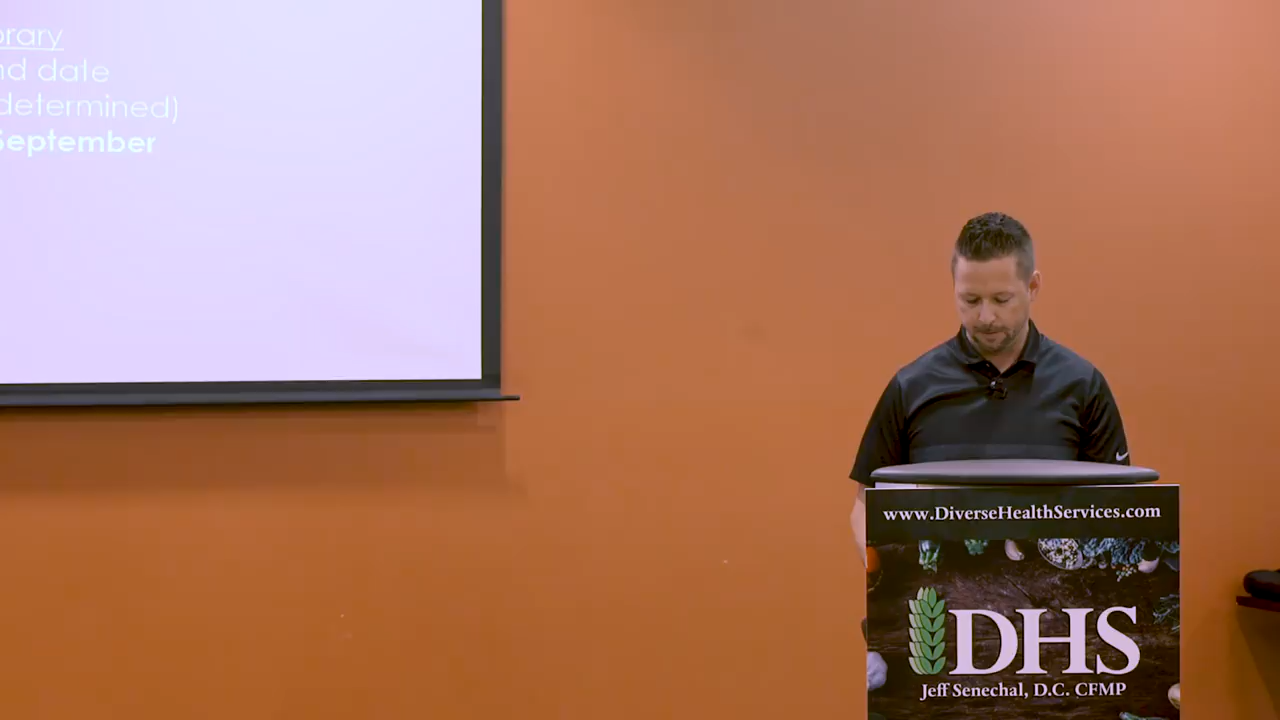 brary
nd date
determined)
September
www.DiverseHealthServices.com
DHS
Jeff Senechal, D.C. CFMP